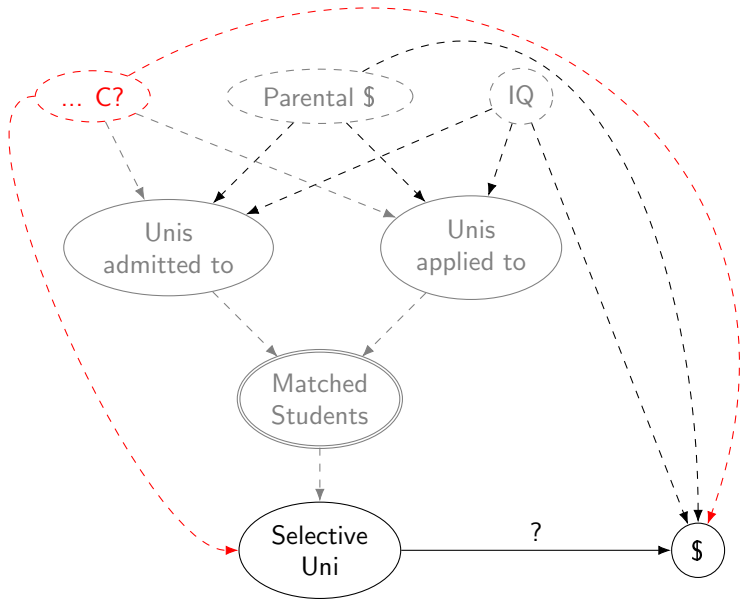 ... C?
Parental $
IQ
Unis
admitted to
Unis
applied to
Matched
Students
Selective
Uni
?
$